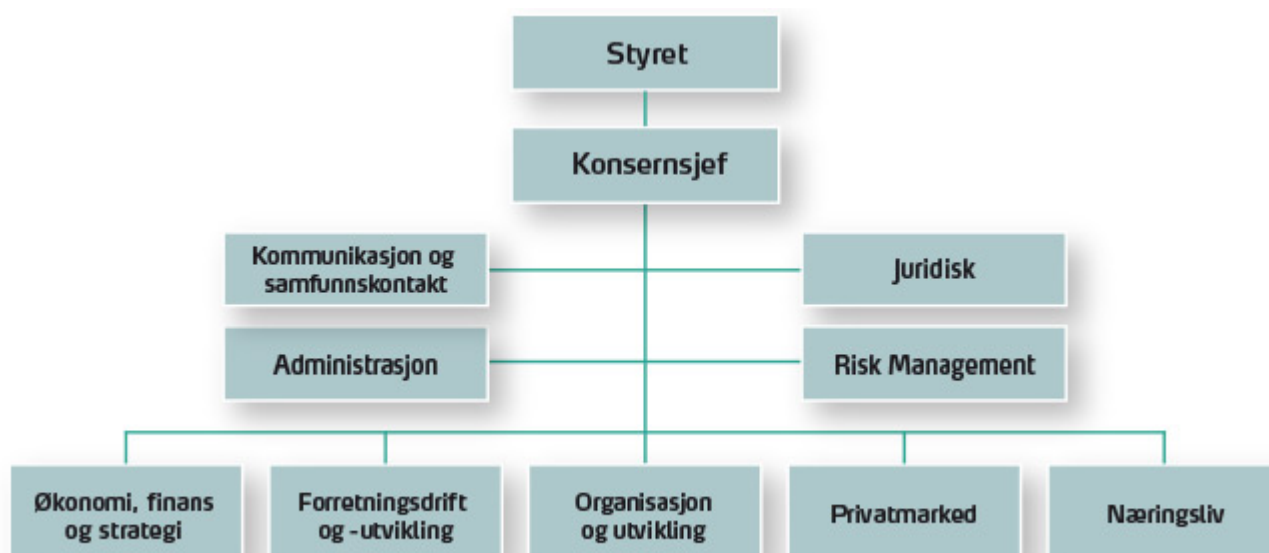 Styret
Konsernsjef
Kommunikasjon og
samfunnskontakt
Juridisk
Administrasjon
Risk Management
Økonomi, finans
og strategi
Forretningsdrift
og -utvikling
Organisasjon
og utvikling
Privatmarked
Næringsliv